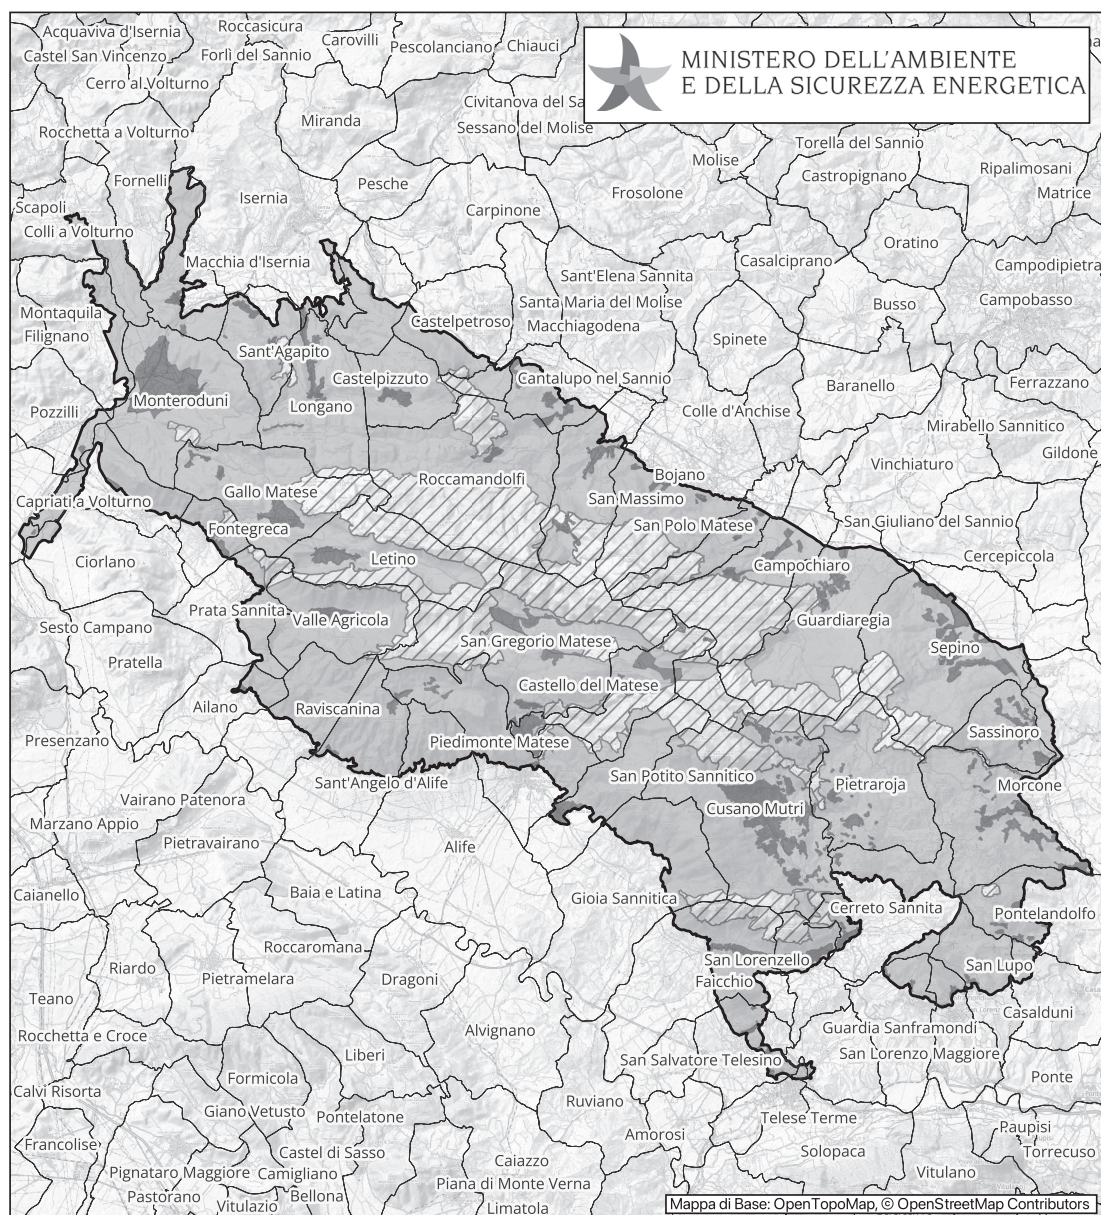 Acquaviva d'Isernia
Roccasicura
Carovilli
Pescolanciano
Chiauci
Castel San Vincenzo
Forlì del Sannio
Cerro al Volturno
MINISTERO DELL'AMBIENTE
E DELLA SICUREZZA ENERGETICA
Civitanova del Sa
Miranda
Sessano del Molise
Rocchetta a Volturno
Torella del Sannio
Molise
Castropignano
Ripalimosani
Matrice
Fornelli
Pesche
Frosolone
Isernia
Scapoli
Carpinone
Colli a Volturno
Oratino
Macchia d'Isernia
Casalciprano
Campodipietra
Sant'Elena Sannita
Santa Maria del Molise
Busso
Campobasso
Montaquila
Castelpetroso
Macchiagodena
Filignano
Spinete
Sant'Agapito
Castelpizzuto
Cantalupo nel Sannio
Baranello
Ferrazzano
Monteroduni
Longano
Pozzilli
Colle d'Anchise
Mirabello Sannitico
Gildone
Vinchiaturo
Bojano
Roccamandolfi
Gallo Matese
San Massimo
Capriati a Volturno
Fontegreca
San Polo Matese
San Giuliano del Sannio
Cercepiccola
Ciorlano
Letino
Campochiaro
Prata Sannita
Valle Agricola
Guardiaregia
Sesto Campano
San Gregorio Matese
Sepino
Pratella
Castello del Matese
Ailano
Raviscanina
Sassinoro
Presenzano
Piedimonte Matese
San Potito Sannitico
Sant'Angelo d'Alife
Pietraroja
Morcone
Vairano Patenora
Cusano Mutri
Marzano Appio
Pietravairano
Alife
Caianello
Baia e Latina
Gioia Sannitica
Cerreto Sannita
Pontelandolfo
Roccaromana
San Lorenzello
San Lupo
Riardo
Pietramelara
Dragoni
Faicchio
Teano
Casalduni
Rocchetta e Croce
Alvignano
Guardia Sanframondi
Liberi
San Salvatore Telesino
San Lorenzo Maggiore
Formicola
Ponte
Calvi Risorta
Giano Vetusto
Pontelatone
Ruviano
Telese Terme
Amorosi
Paupisi
Francolise
Castel di Sasso
Solopaca
Torrecuso
Caiazzo
Pignataro Maggiore
Camigliano
Piana di Monte Verna
Vitulano
Pastorano
Bellona
Vitulazio
Limatola
Mappa di Base: OpenTopoMap, © OpenStreetMap Contributors